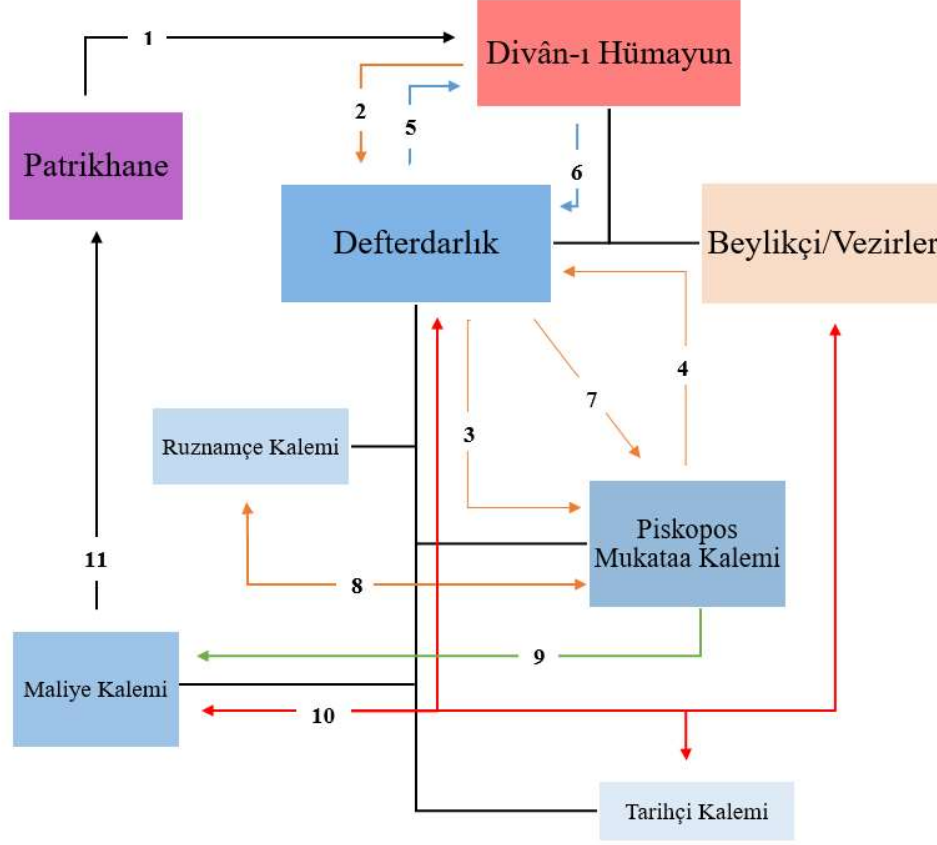 1
Divân-ı Hümayun
2
5
Patrikhane
6
Defterdarlık
Beylikçi/Vezirler
4
7
3
Ruznamçe Kalemi
Piskopos
Mukataa Kalemi
11
8
9
Maliye Kalemi
10
Tarihçi Kalemi